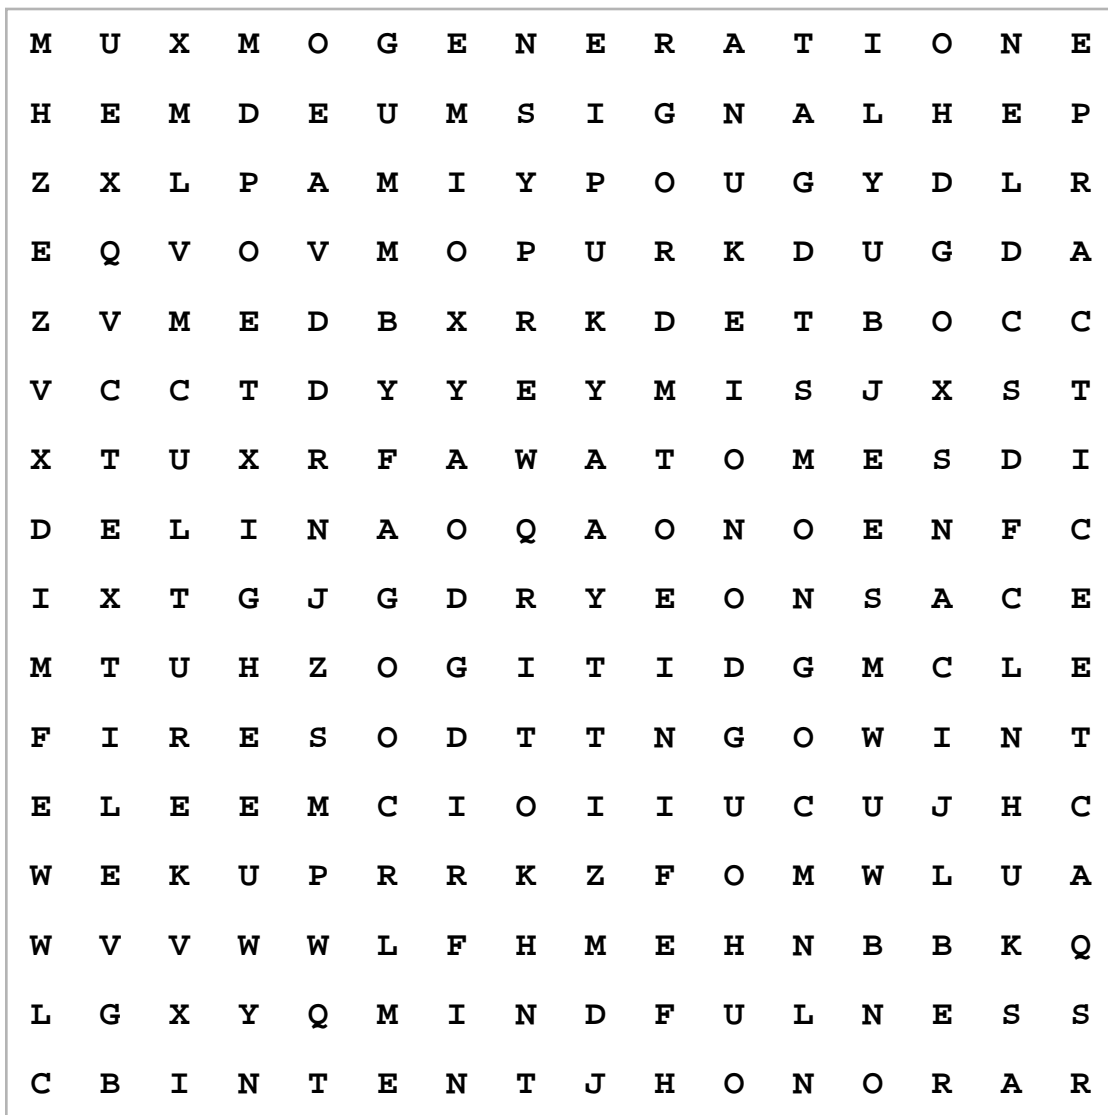 M U X M O G E N E R A T I O N E
H E M D E U M S I G N A L H E P
Z X L P A M I Y P O U G Y D L R
E Q V O V M O P U R K D U G D A
Z V M E D B X R K D E T B O C C
V C C T D Y Y E Y M I S J X S T
X T U X R F A W A T O M E S D I
D E L I N A O Q A O N O E N F C
I X T G J G D R Y E O N S A C E
M T U H Z O G I T I D G M C L E
F I R E S O D T T N G O W I N T
E L E E M C I O I I U C U J H C
W E K U P R R K Z F O M W L U A
W V V W W L F H M E H N B B K Q
L G X Y Q M I N D F U L N E S S
C B I N T E N T J H O N O R A R